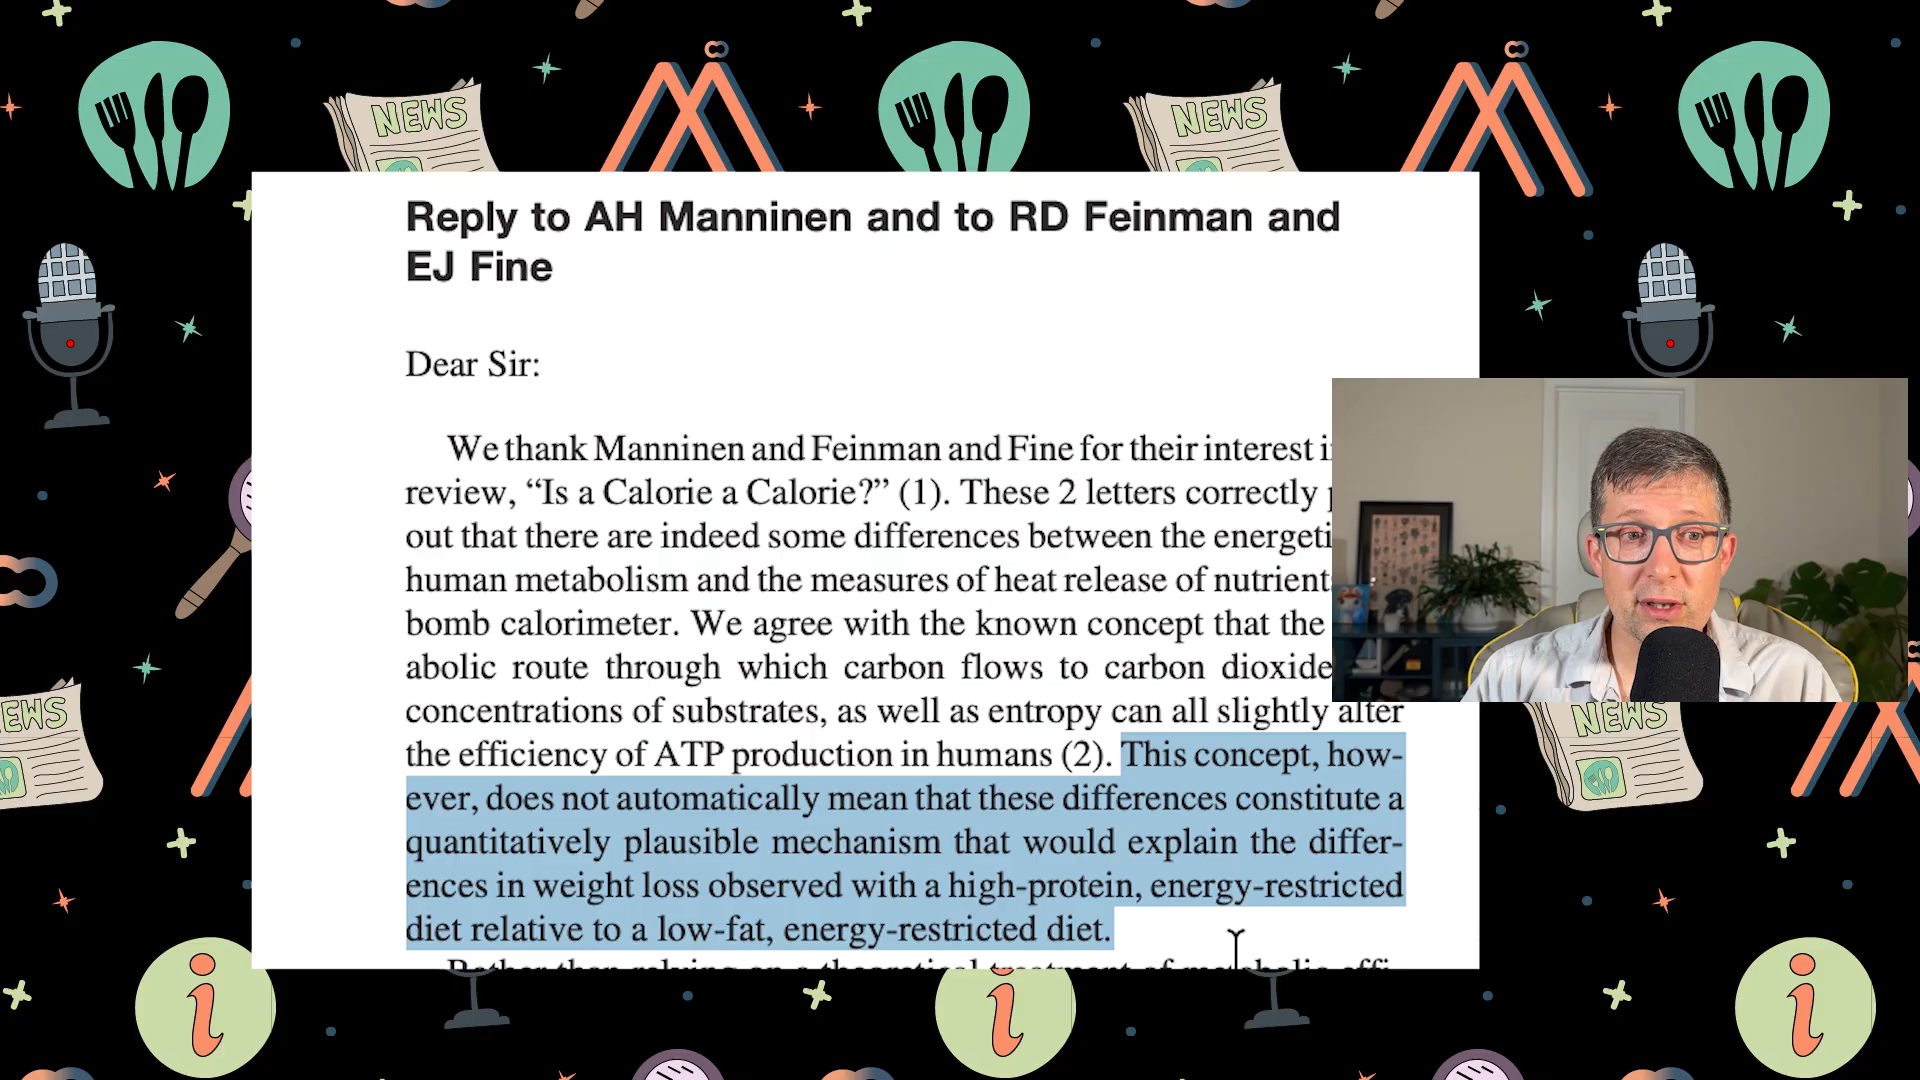 NEWS
NEWS
Reply to AH Manninen and to RD Feinman and
EJ Fine
Dear Sir:
We thank Manninen and Feinman and Fine for their interest
review, “Is a Calorie a Calorie?” (1). These 2 letters correctly
out that there are indeed some differences between the
human metabolism and the measures of heat release of
bomb calorimeter. We agree with the known concept that the
abolic route through which carbon flows to carbon dioxide
concentrations of substrates, as well as entropy can all slightly alter
the efficiency of ATP production in humans (2). This concept, how-
ever, does not automatically mean that these differences constitute a
quantitatively plausible mechanism that would explain the differ-
ences in weight loss observed with a high-protein, energy-restricted
diet relative to a low-fat, energy-restricted diet.
NEWS
i
i
i